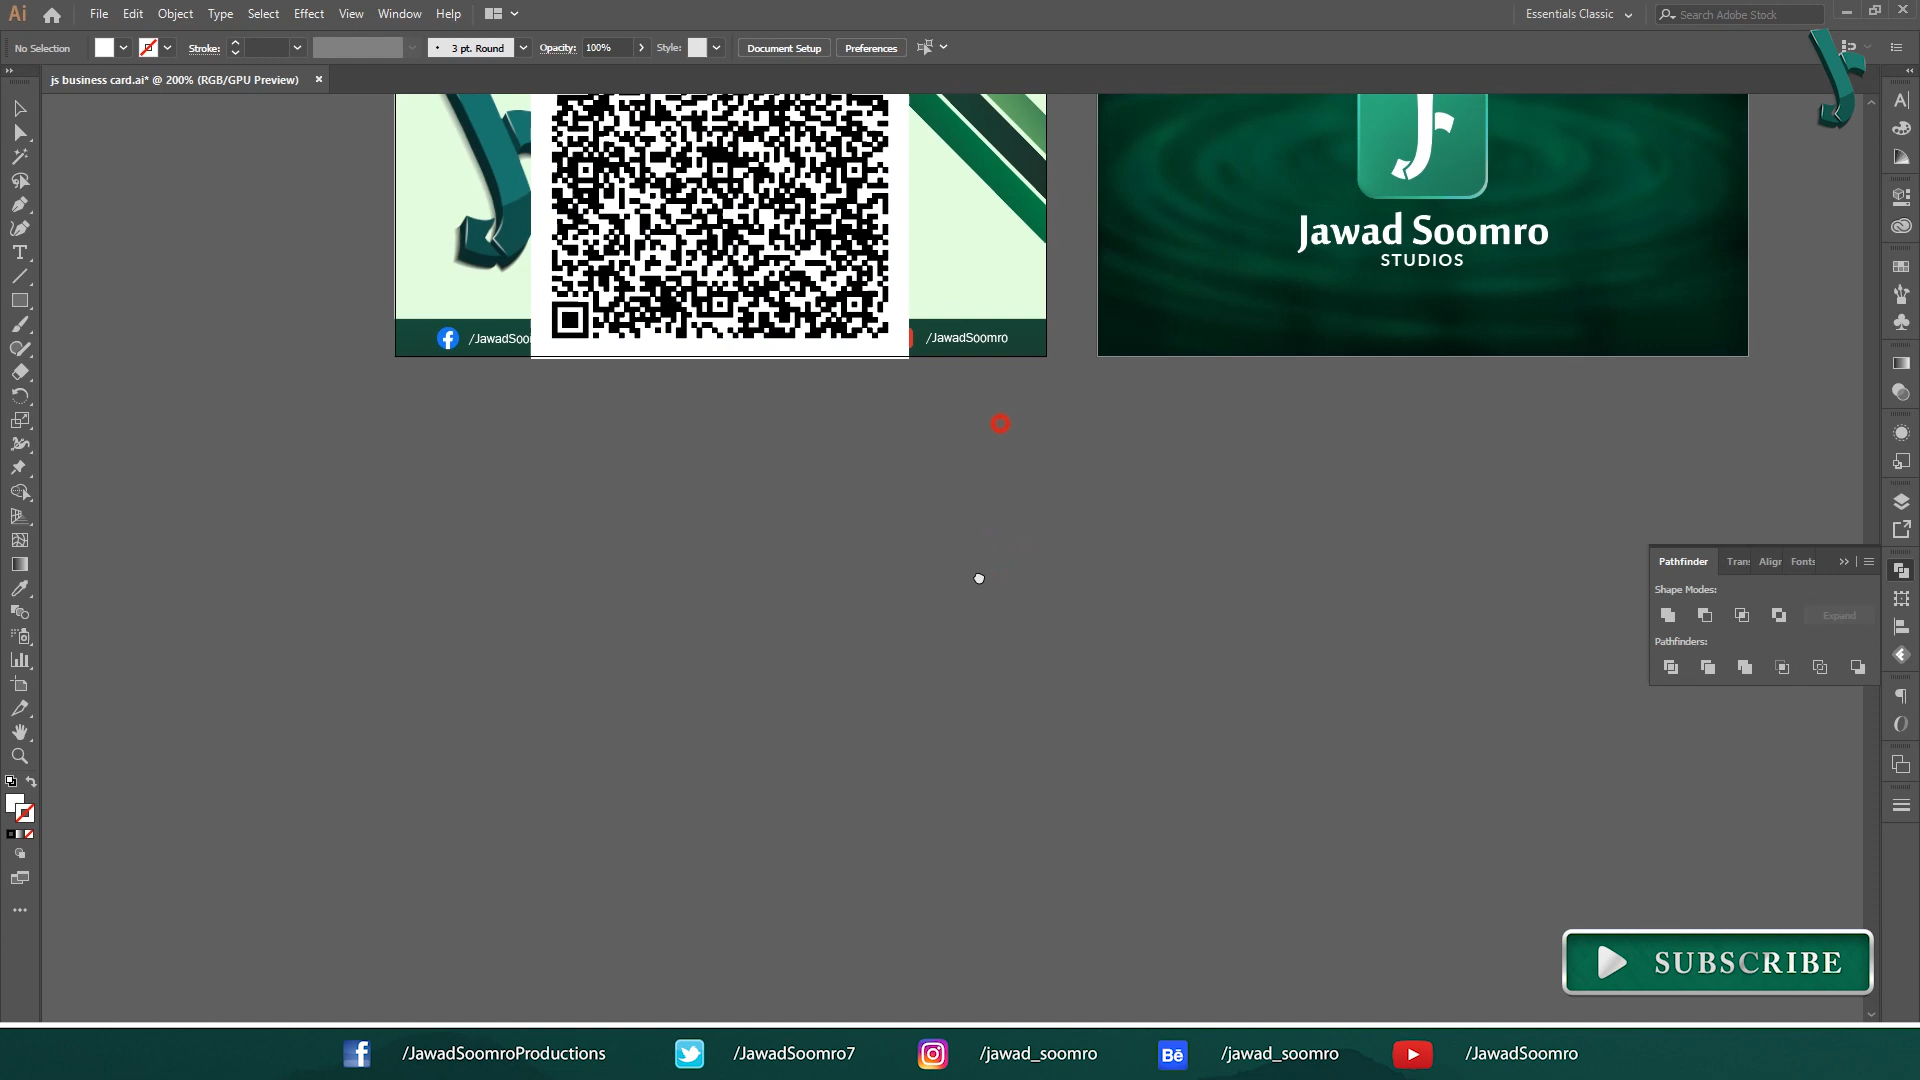 Ai File Edit Object Type Select Effect View Window Help Essentials Classic Search Adobe Stock
No Selection Stroke: 3 pt. Round Opacity: 100% Style: Document Setup Preferences
js business card.ai* @ 200% (RGB/GPU Preview)
Jawad Soomro
STUDIOS
/JawadSoo
/JawadSoomro
Pathfinder Trans Align Fonts
Shape Modes:
Expand
Pathfinders:
SUBSCRIBE
/JawadSoomroProductions /JawadSoomro7 /jawad_soomro Bē /jawad_soomro /JawadSoomro